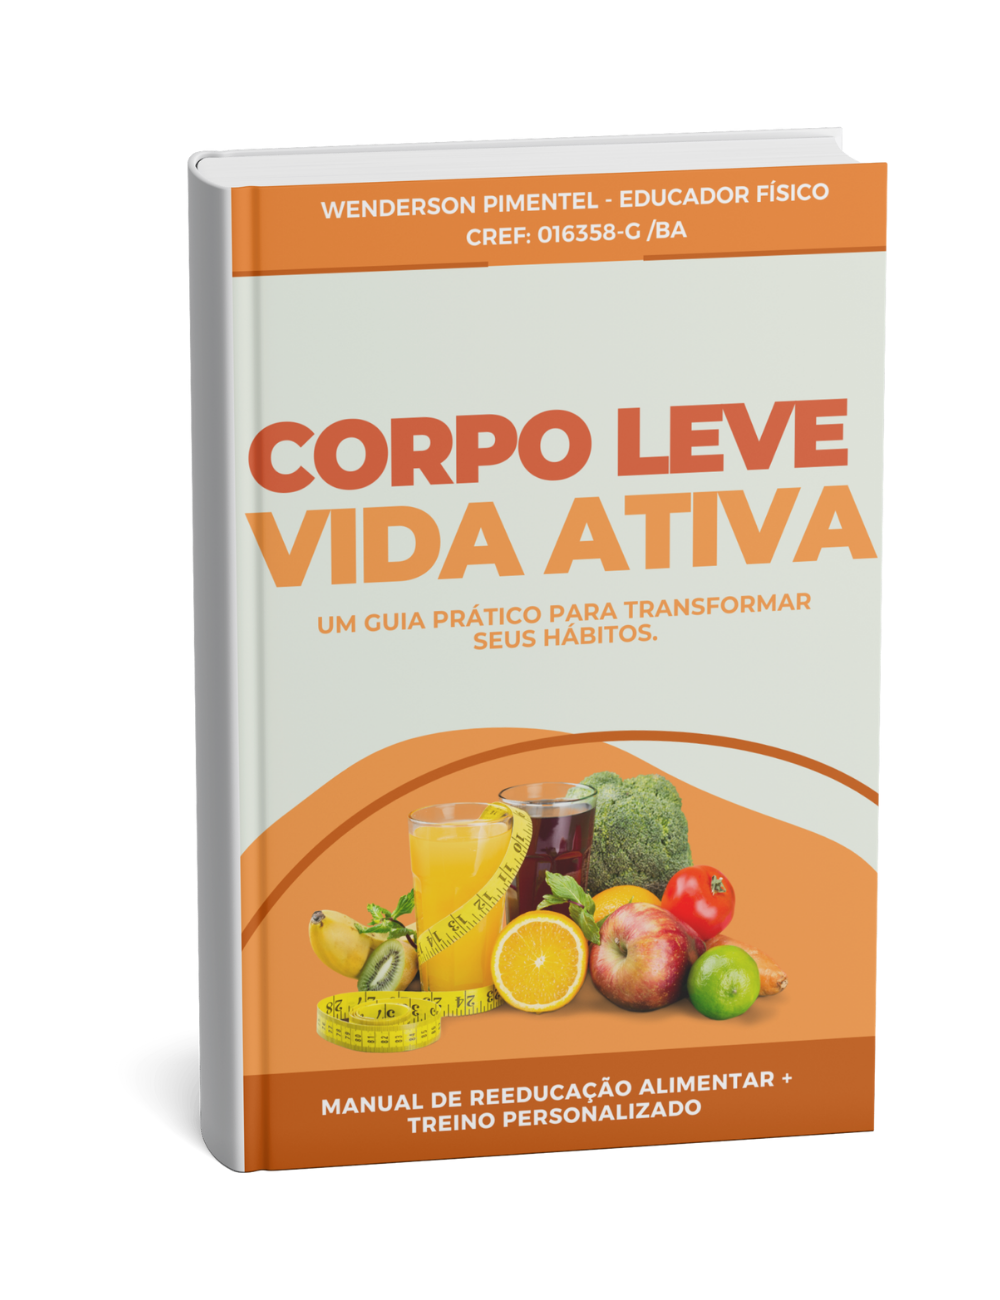 WENDERSON PIMENTEL - EDUCADOR FÍSICO
CREF: 016358-G /BA
CORPO LEVE
VIDA ATIVA
UM GUIA PRÁTICO PARA TRANSFORMAR
SEUS HÁBITOS.
MANUAL DE REEDUCAÇÃO ALIMENTAR +
TREINO PERSONALIZADO